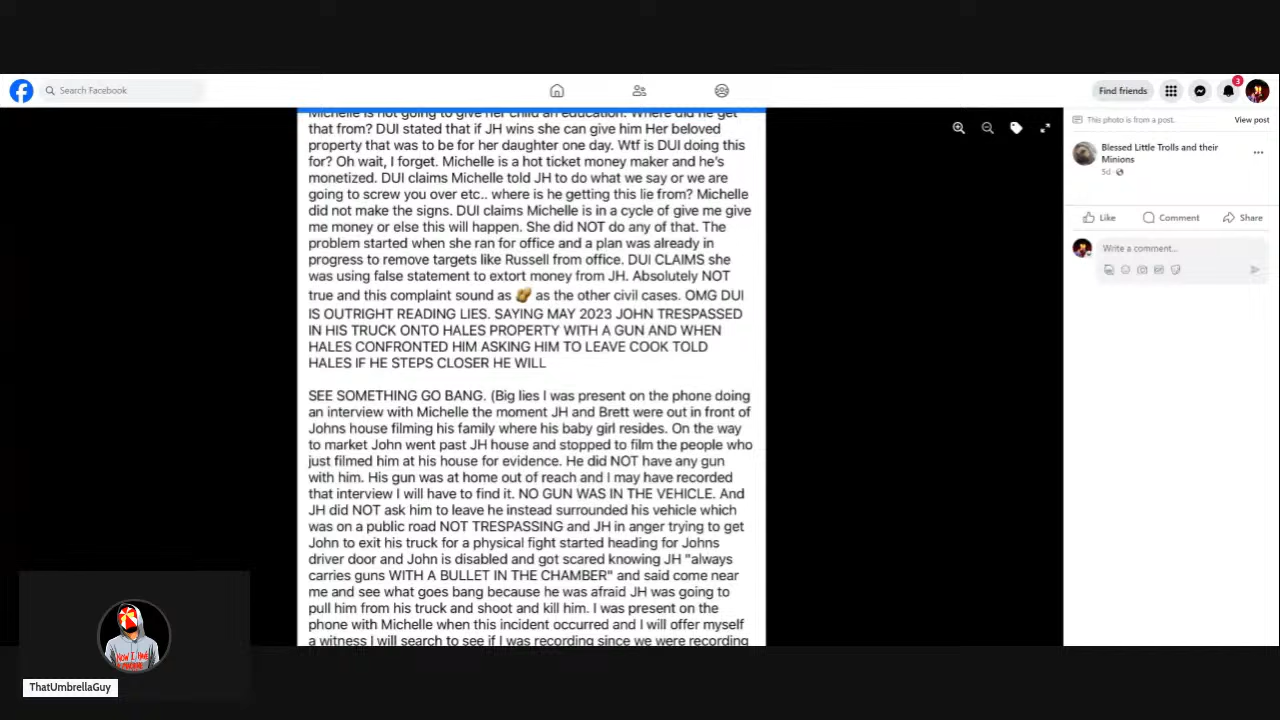 Search Facebook
Find friends
3
Michelle is not going to give her child an education. Where did he get
that from? DUI stated that if JH wins she can give him Her beloved
property that was to be for her daughter one day. Wtf is DUI doing this
for? Oh wait, I forget. Michelle is a hot ticket money maker and he's
monetized. DUI claims Michelle told JH to do what we say or we are
going to screw you over etc.. where is he getting this lie from? Michelle
did not make the signs. DUI claims Michelle is in a cycle of give me give
me money or else this will happen. She did NOT do any of that. The
problem started when she ran for office and a plan was already in
progress to remove targets like Russell from office. DUI CLAIMS she
was using false statement to extort money from JH. Absolutely NOT
true and this complaint sound as 🥜 as the other civil cases. OMG DUI
IS OUTRIGHT READING LIES. SAYING MAY 2023 JOHN TRESPASSED
IN HIS TRUCK ONTO HALES PROPERTY WITH A GUN AND WHEN
HALES CONFRONTED HIM ASKING HIM TO LEAVE COOK TOLD
HALES IF HE STEPS CLOSER HE WILL
SEE SOMETHING GO BANG. (Big lies I was present on the phone doing
an interview with Michelle the moment JH and Brett were out in front of
Johns house filming his family where his baby girl resides. On the way
to market John went past JH house and stopped to film the people who
just filmed him at his house for evidence. He did NOT have any gun
with him. His gun was at home out of reach and I may have recorded
that interview I will have to find it. NO GUN WAS IN THE VEHICLE. And
JH did NOT ask him to leave he instead surrounded his vehicle which
was on a public road NOT TRESPASSING and JH in anger trying to get
John to exit his truck for a physical fight started heading for Johns
driver door and John is disabled and got scared knowing JH "always
carries guns WITH A BULLET IN THE CHAMBER" and said come near
me and see what goes bang because he was afraid JH was going to
pull him from his truck and shoot and kill him. I was present on the
phone with Michelle when this incident occurred and I will offer myself
a witness I will search to see if I was recording since we were recording
This photo is from a post.
View post
Blessed Little Trolls and their
Minions
5d
Like
Comment
Share
Write a comment...
NOW I HAVE
ThatUmbrellaGuy